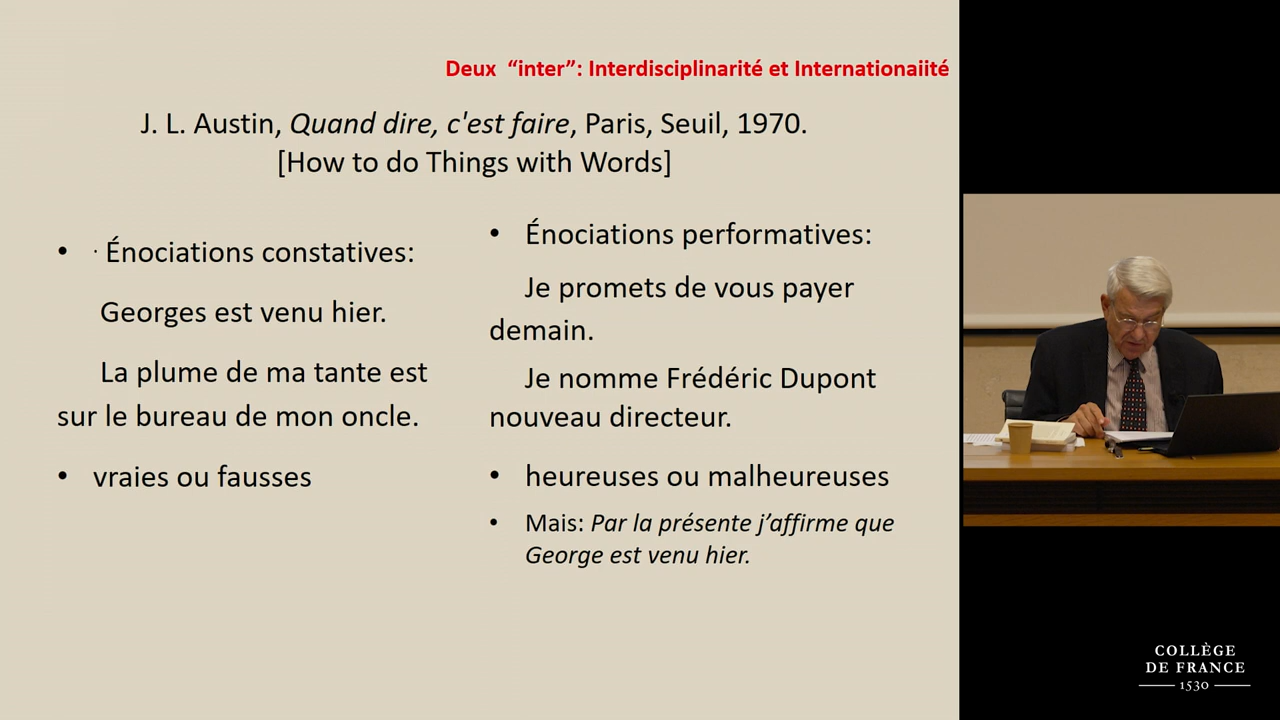 Deux “inter”: Interdisciplinarité et Internationaiité
J. L. Austin, Quand dire, c'est faire, Paris, Seuil, 1970.
[How to do Things with Words]
• · Énociations constatives:
Georges est venu hier.
La plume de ma tante est
sur le bureau de mon oncle.
• vraies ou fausses
• Énociations performatives:
Je promets de vous payer
demain.
Je nomme Frédéric Dupont
nouveau directeur.
• heureuses ou malheureuses
• Mais: Par la présente j’affirme que
George est venu hier.
COLLÈGE
DE FRANCE
1530